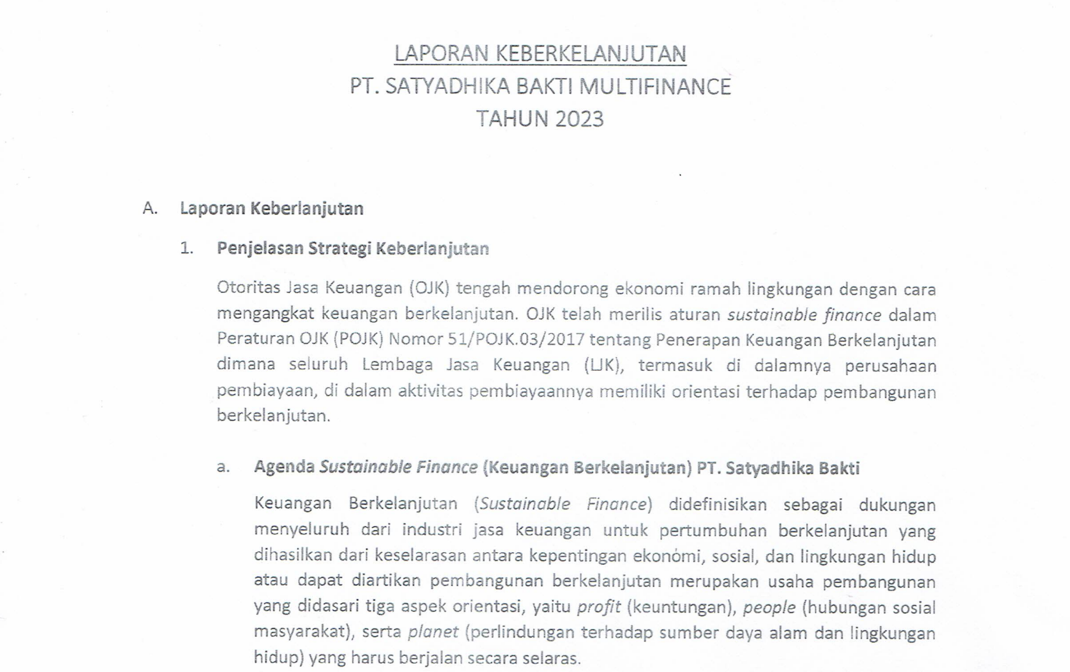 LAPORAN KEBERKELANJUTAN
PT. SATYADHIKA BAKTI MULTIFINANCE
TAHUN 2023
A. Laporan Keberlanjutan
1. Penjelasan Strategi Keberlanjutan
Otoritas Jasa Keuangan (OJK) tengah mendorong ekonomi ramah lingkungan dengan cara
mengangkat keuangan berkelanjutan. OJK telah merilis aturan sustainable finance dalam
Peraturan OJK (POJK) Nomor 51/POJK.03/2017 tentang Penerapan Keuangan Berkelanjutan
dimana seluruh Lembaga Jasa Keuangan (LJK), termasuk di dalamnya perusahaan
pembiayaan, di dalam aktivitas pembiayaannya memiliki orientasi terhadap pembangunan
berkelanjutan.
a. Agenda Sustainable Finance (Keuangan Berkelanjutan) PT. Satyadhika Bakti
Keuangan Berkelanjutan (Sustainable Finance) didefinisikan sebagai dukungan
menyeluruh dari industri jasa keuangan untuk pertumbuhan berkelanjutan yang
dihasilkan dari keselarasan antara kepentingan ekonomi, sosial, dan lingkungan hidup
atau dapat diartikan pembangunan berkelanjutan merupakan usaha pembangunan
yang didasari tiga aspek orientasi, yaitu profit (keuntungan), people (hubungan sosial
masyarakat), serta planet (perlindungan terhadap sumber daya alam dan lingkungan
hidup) yang harus berjalan secara selaras.